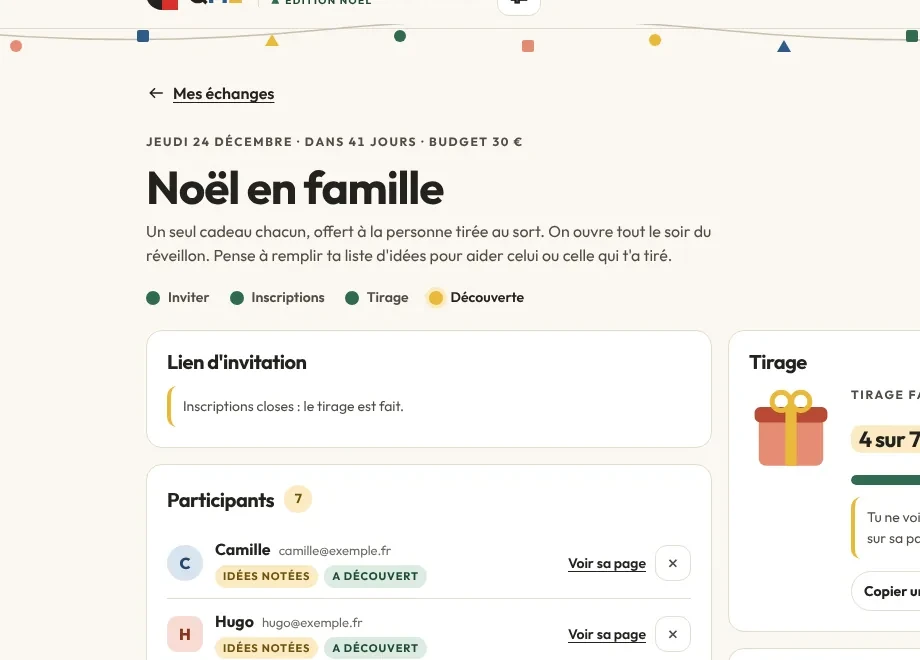 ÉDITION NOËL
← Mes échanges
JEUDI 24 DÉCEMBRE · DANS 41 JOURS · BUDGET 30 €
Noël en famille
Un seul cadeau chacun, offert à la personne tirée au sort. On ouvre tout le soir du
réveillon. Pense à remplir ta liste d'idées pour aider celui ou celle qui t'a tiré.
Inviter Inscriptions Tirage Découverte
Lien d'invitation
Inscriptions closes : le tirage est fait.
Participants 7
C
Camille camille@exemple.fr
IDÉES NOTÉES A DÉCOUVERT
Voir sa page ×
H
Hugo hugo@exemple.fr
IDÉES NOTÉES A DÉCOUVERT
Voir sa page ×
Tirage
TIRAGE
4 sur 7
Tu ne
sur sa
Copier